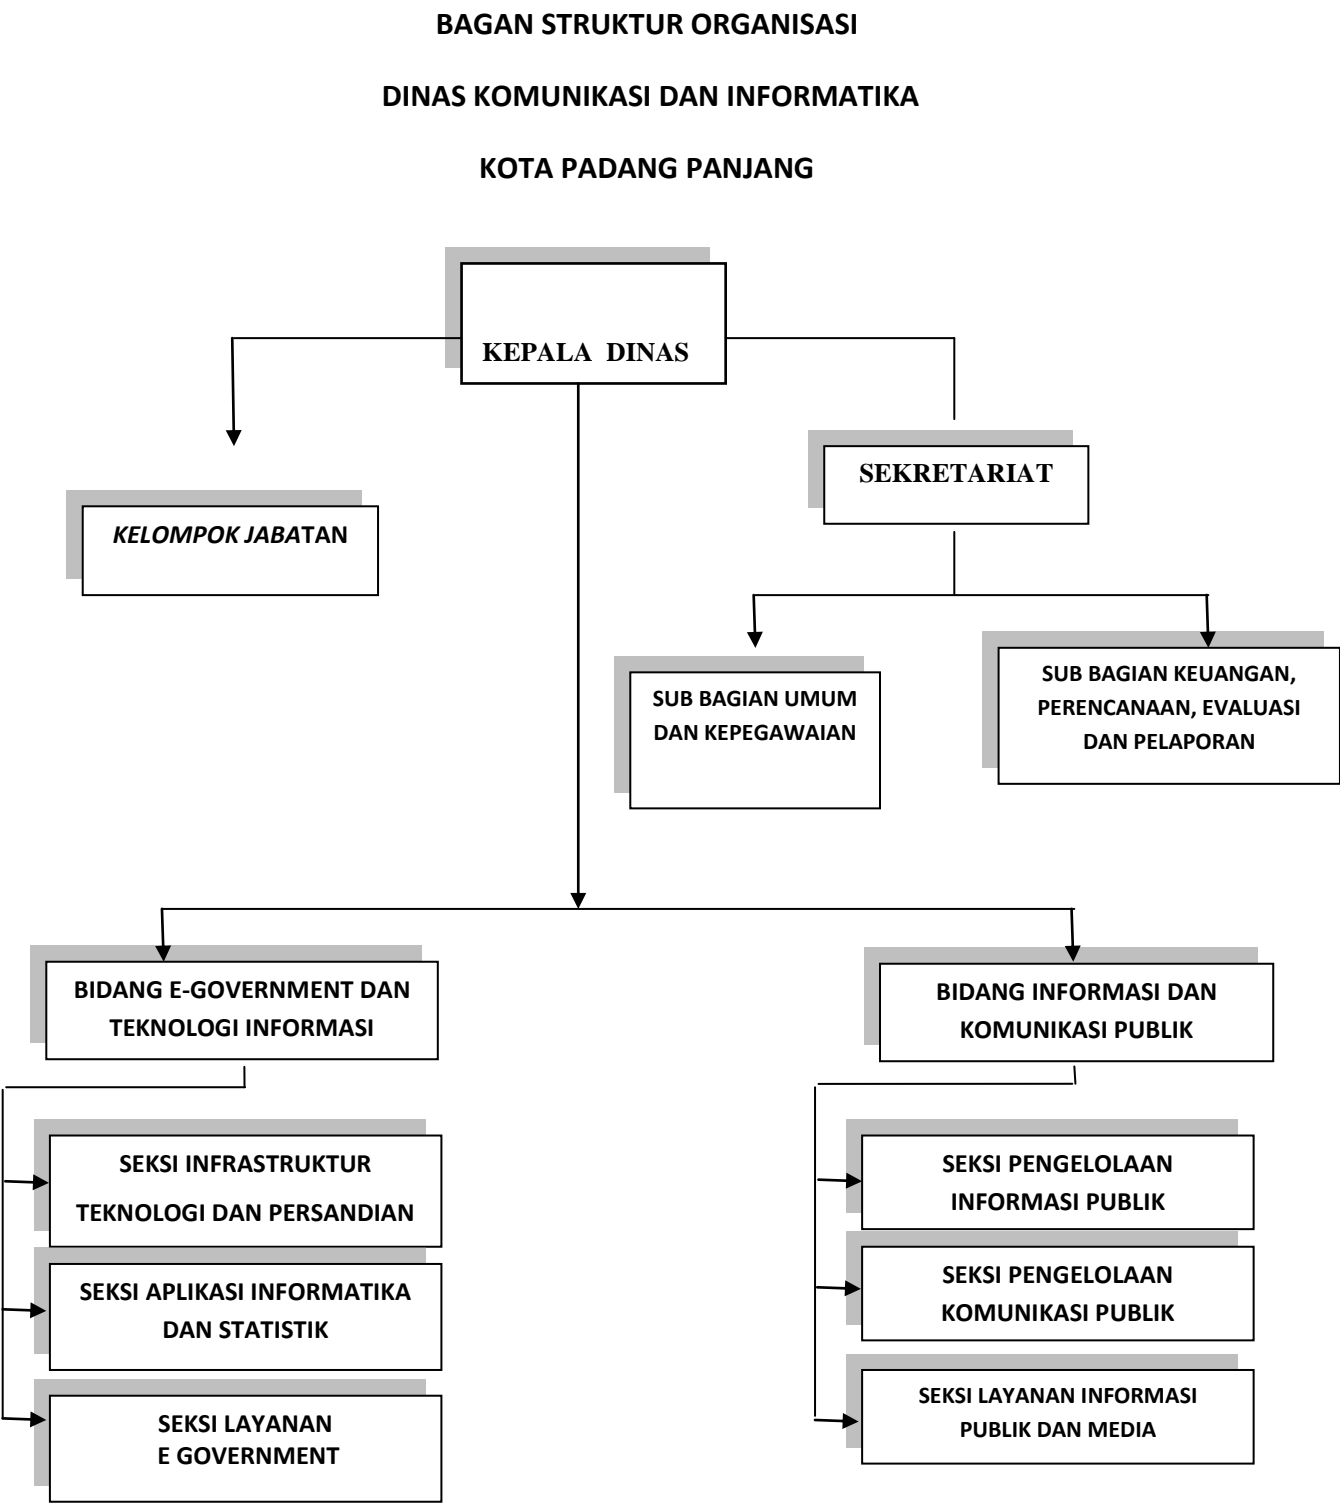 BAGAN STRUKTUR ORGANISASI
DINAS KOMUNIKASI DAN INFORMATIKA
KOTA PADANG PANJANG
KEPALA DINAS
SEKRETARIAT
KELOMPOK JABATAN
SUB BAGIAN UMUM
DAN KEPEGAWAIAN
SUB BAGIAN KEUANGAN,
PERENCANAAN, EVALUASI
DAN PELAPORAN
BIDANG E-GOVERNMENT DAN
TEKNOLOGI INFORMASI
BIDANG INFORMASI DAN
KOMUNIKASI PUBLIK
SEKSI INFRASTRUKTUR
TEKNOLOGI DAN PERSANDIAN
SEKSI APLIKASI INFORMATIKA
DAN STATISTIK
SEKSI LAYANAN
E GOVERNMENT
SEKSI PENGELOLAAN
INFORMASI PUBLIK
SEKSI PENGELOLAAN
KOMUNIKASI PUBLIK
SEKSI LAYANAN INFORMASI
PUBLIK DAN MEDIA